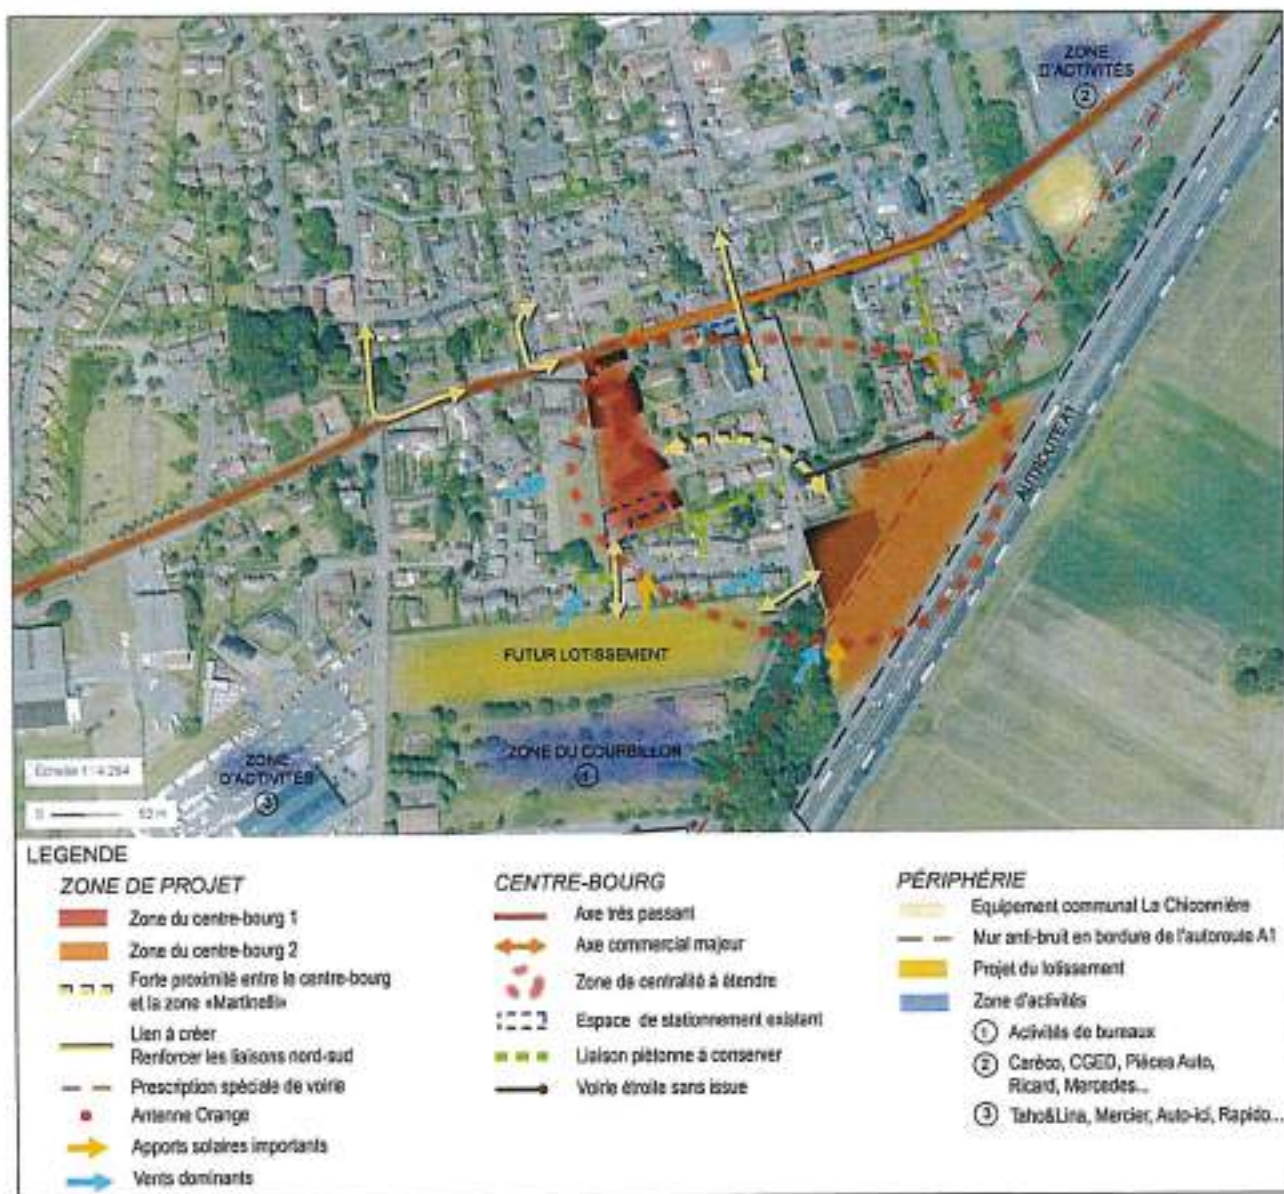 ZONE
D'ACTIVITÉS
2
AUTOROUTE A1
FUTUR LOTISSEMENT
ZONE DU COURBILLON
1
ZONE
D'ACTIVITÉS
3
Echelle 1:4 264
0 52 m
LEGENDE
ZONE DE PROJET
Zone du centre-bourg 1
Zone du centre-bourg 2
Forte proximité entre le centre-bourg
et la zone «Martinelli»
Lien à créer
Renforcer les liaisons nord-sud
Prescription spéciale de voirie
Antenne Orange
Apports solaires importants
Vents dominants
CENTRE-BOURG
Axe très passant
Axe commercial majeur
Zone de centralité à étendre
Espace de stationnement existant
Liaison piétonne à conserver
Voirie étroite sans issue
PÉRIPHÉRIE
Equipement communal La Chiconnière
Mur anti-bruit en bordure de l'autoroute A1
Projet du lotissement
Zone d'activités
1 Activités de bureaux
2 Caréco, CGED, Pièces Auto,
Ricard, Mercedes...
3 Taho&Lina, Mercier, Auto-ici, Rapido...